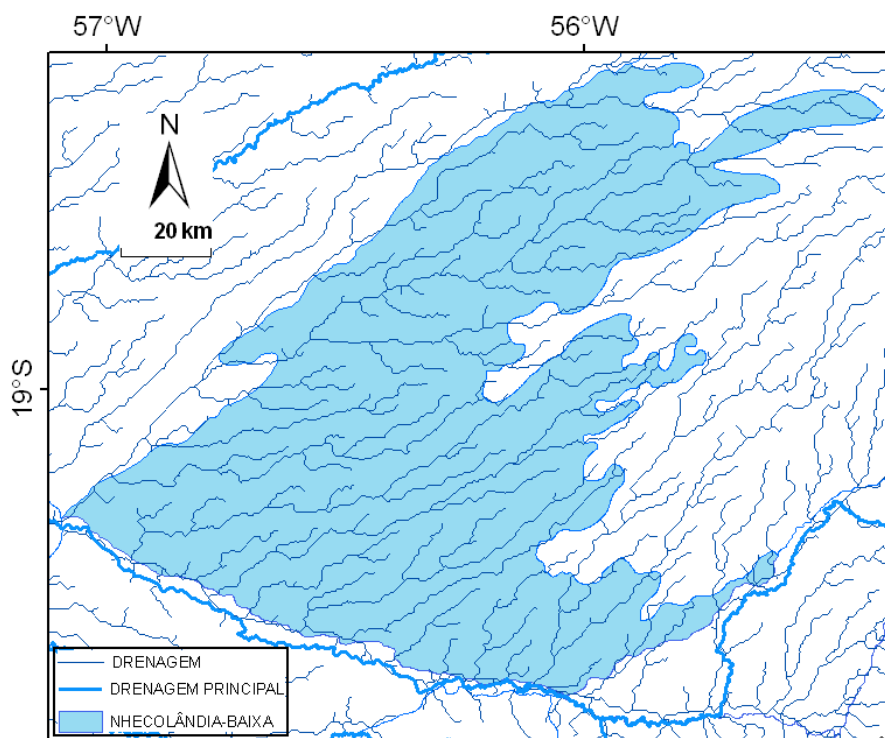 57°W
56°W
N
20 km
19°S
DRENAGEM
DRENAGEM PRINCIPAL
NHECOLÂNDIA-BAIXA